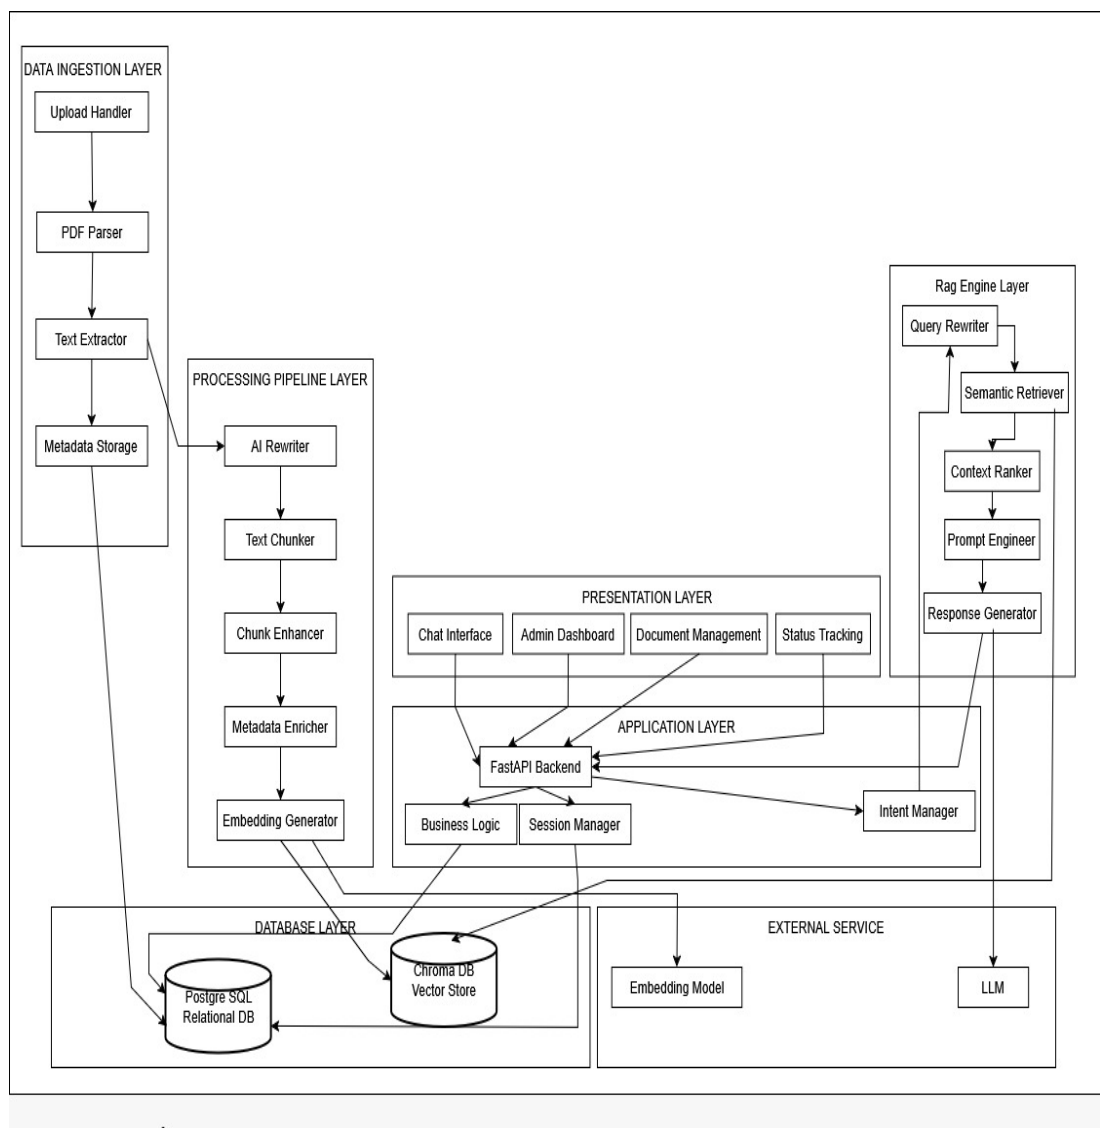 DATA INGESTION LAYER
Upload Handler
PDF Parser
Text Extractor
Metadata Storage
PROCESSING PIPELINE LAYER
AI Rewriter
Text Chunker
Chunk Enhancer
Metadata Enricher
Embedding Generator
Rag Engine Layer
Query Rewriter
Semantic Retriever
Context Ranker
Prompt Engineer
Response Generator
PRESENTATION LAYER
Chat Interface
Admin Dashboard
Document Management
Status Tracking
APPLICATION LAYER
FastAPI Backend
Business Logic
Session Manager
Intent Manager
DATABASE LAYER
Postgre SQL
Relational DB
Chroma DB
Vector Store
EXTERNAL SERVICE
Embedding Model
LLM